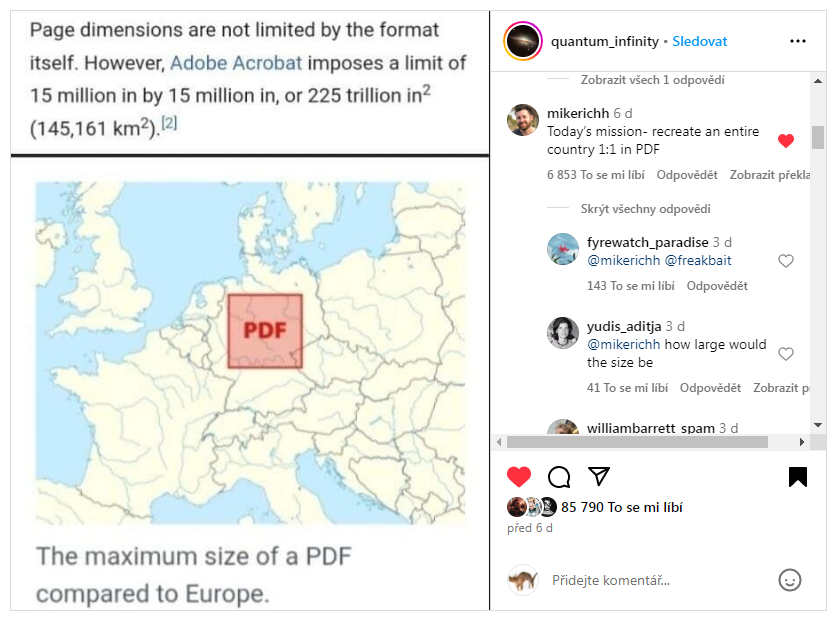 Page dimensions are not limited by the format
itself. However, Adobe Acrobat imposes a limit of
15 million in by 15 million in, or 225 trillion in²
(145,161 km²).[2]
PDF
The maximum size of a PDF
compared to Europe.
quantum_infinity • Sledovat
Zobrazit všech 1 odpovědí
mikerichh 6 d
Today's mission- recreate an entire
country 1:1 in PDF
6 853 To se mi líbí Odpovědět Zobrazit překla
Skrýt všechny odpovědi
fyrewatch_paradise 3 d
@mikerichh @freakbait
143 To se mi líbí Odpovědět
yudis_aditja 3 d
@mikerichh how large would
the size be
41 To se mi líbí Odpovědět Zobrazit p
williambarrett_spam 3 d
85 790 To se mi líbí
před 6 d
Přidejte komentář...